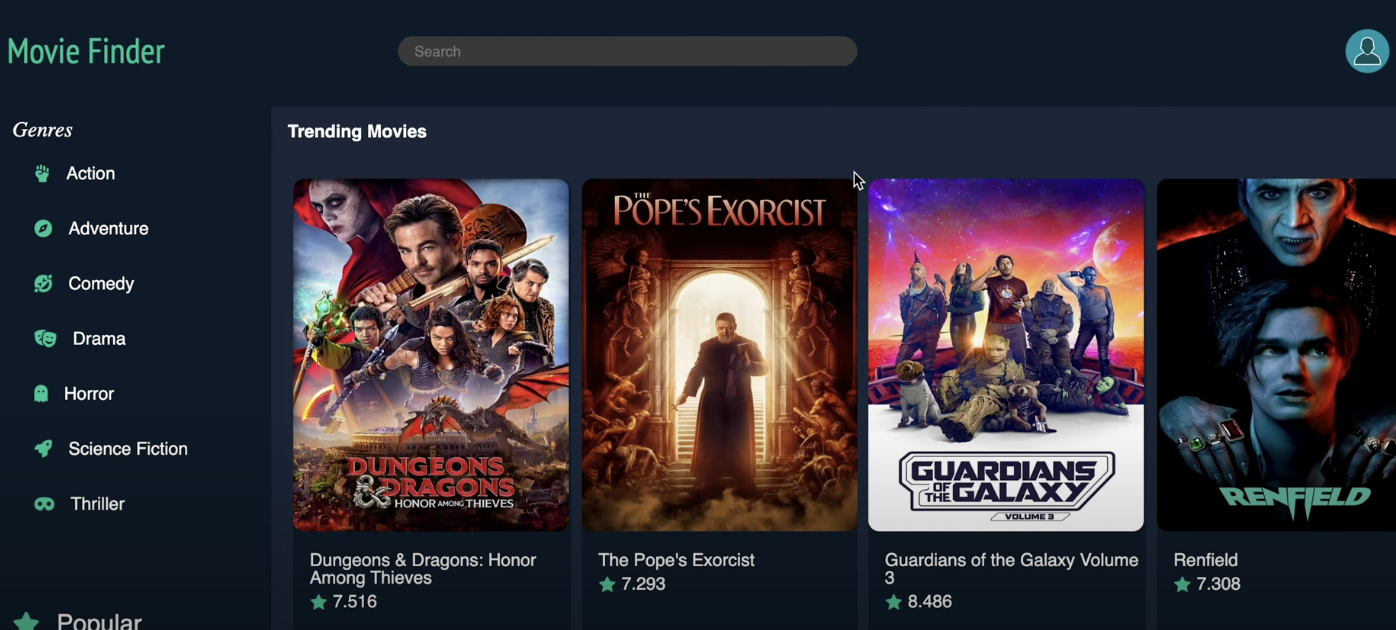 Movie Finder
Search
Genres
Action
Adventure
Comedy
Drama
Horror
Science Fiction
Thriller
Popular
Trending Movies
DUNGEONS
& DRAGONS
HONOR AMONG THIEVES
Dungeons & Dragons: Honor
Among Thieves
7.516
THE
POPE'S EXORCIST
The Pope's Exorcist
7.293
GUARDIANS
OF THE GALAXY
VOLUME 3
Guardians of the Galaxy Volume
3
8.486
RENFIELD
Renfield
7.308